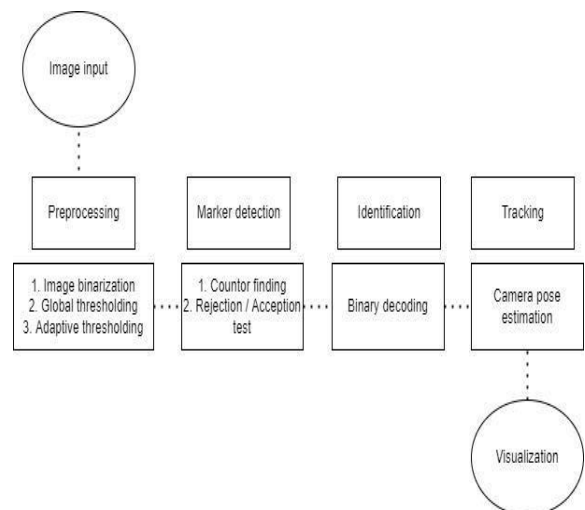 Image input
Preprocessing
Marker detection
Identification
Tracking
1. Image binarization
2. Global thresholding
3. Adaptive thresholding
1. Countor finding
2. Rejection / Acception
test
Binary decoding
Camera pose
estimation
Visualization